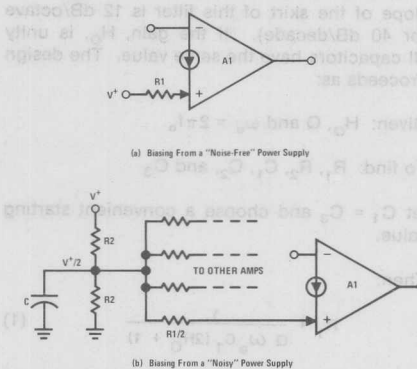 A1
R1
V+
+
(a) Biasing From a "Noise-Free" Power Supply
V+
R2
V+/2
TO OTHER AMPS
−
A1
C
R2
R1/2
+
(b) Biasing From a "Noisy" Power Supply